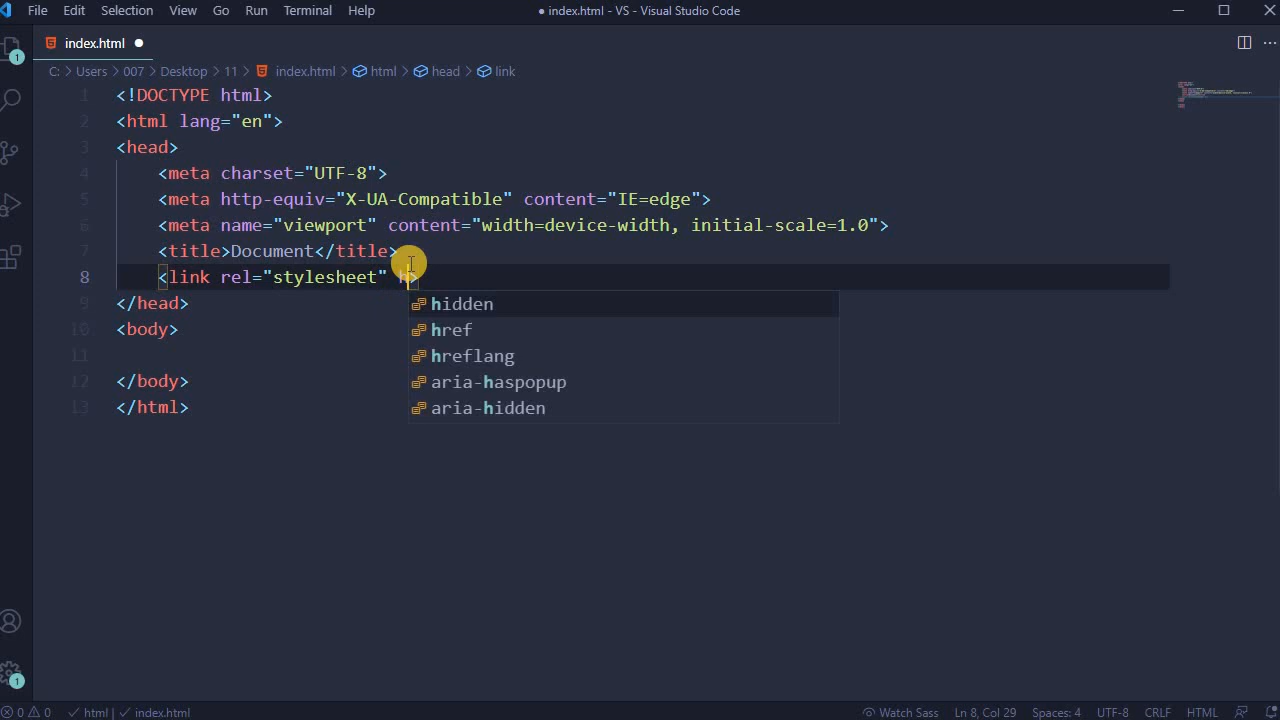 File Edit Selection View Go Run Terminal Help ● index.html - VS - Visual Studio Code
index.html ●
C: > Users > 007 > Desktop > 11 > index.html > html > head > link
1 <!DOCTYPE html>
2 <html lang="en">
3 <head>
4 <meta charset="UTF-8">
5 <meta http-equiv="X-UA-Compatible" content="IE=edge">
6 <meta name="viewport" content="width=device-width, initial-scale=1.0">
7 <title>Document</title>
8 <link rel="stylesheet" h>
hidden
9 </head>
href
10 <body>
hreflang
11
aria-haspopup
12 </body>
aria-hidden
13 </html>
1
1
0 0 html | index.html Watch Sass Ln 8, Col 29 Spaces: 4 UTF-8 CRLF HTML